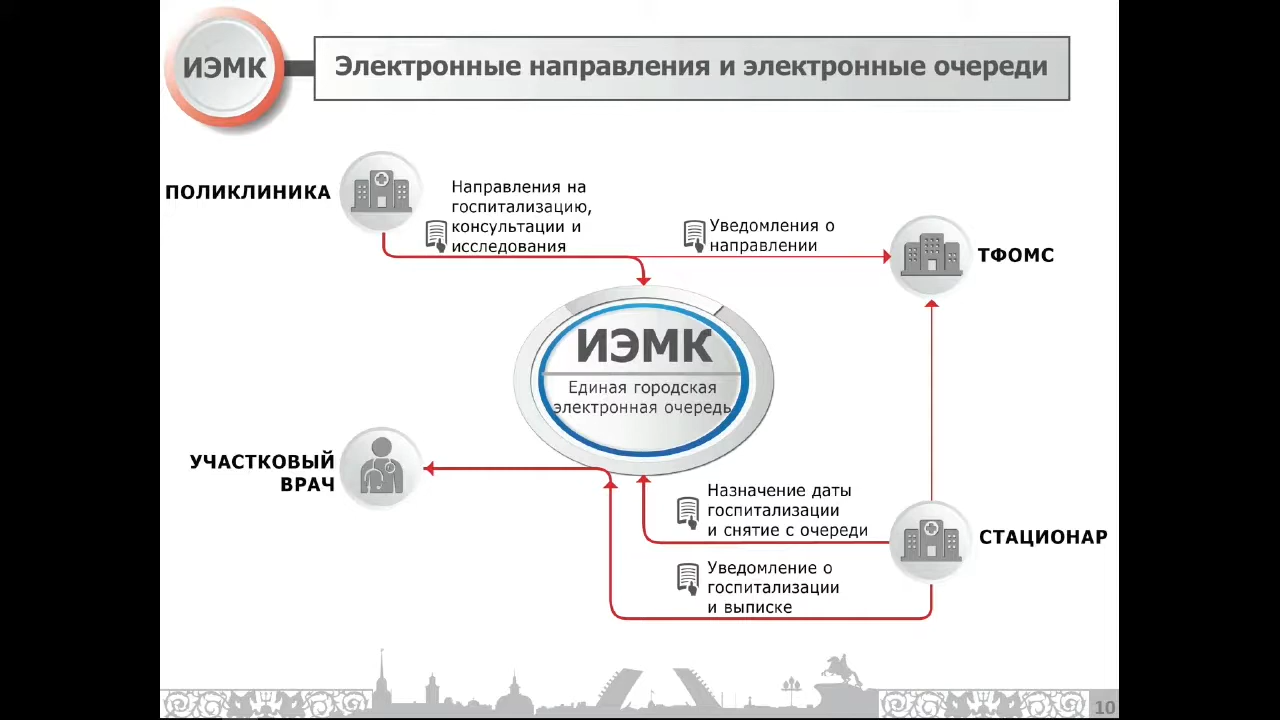 ИЭМК
Электронные направления и электронные очереди
ПОЛИКЛИНИКА
Направления на
госпитализацию,
консультации и
исследования
Уведомления о
направлении
ТФОМС
ИЭМК
Единая городская
электронная очередь
УЧАСТКОВЫЙ
ВРАЧ
Назначение даты
госпитализации
и снятие с очереди
СТАЦИОНАР
Уведомление о
госпитализации
и выписке
10